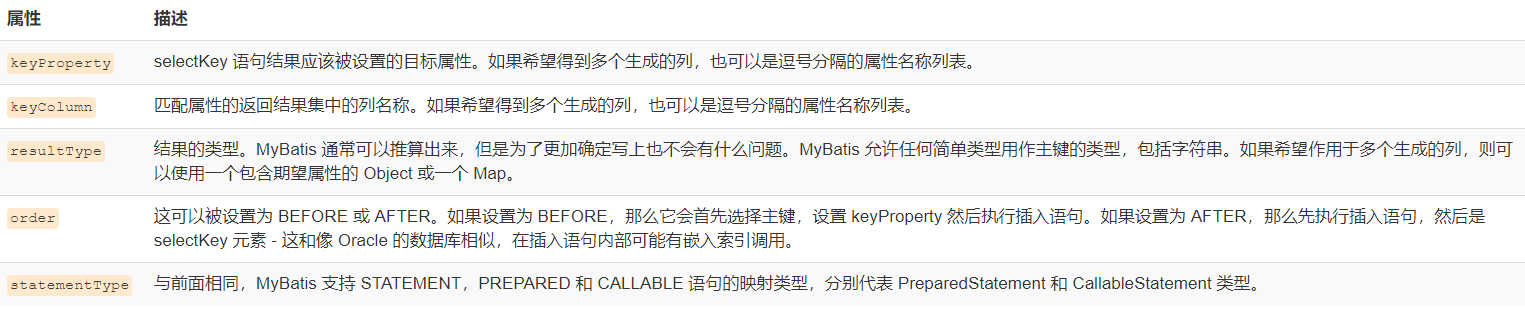 属性 描述
keyProperty selectKey 语句结果应该被设置的目标属性。如果希望得到多个生成的列，也可以是逗号分隔的属性名称列表。
keyColumn 匹配属性的返回结果集中的列名称。如果希望得到多个生成的列，也可以是逗号分隔的属性名称列表。
resultType 结果的类型。MyBatis 通常可以推算出来，但是为了更加确定写上也不会有什么问题。MyBatis 允许任何简单类型用作主键的类型，包括字符串。如果希望作用于多个生成的列，则可
以使用一个包含期望属性的 Object 或一个 Map。
order 这可以被设置为 BEFORE 或 AFTER。如果设置为 BEFORE，那么它会首先选择主键，设置 keyProperty 然后执行插入语句。如果设置为 AFTER，那么先执行插入语句，然后是
selectKey 元素 - 这和像 Oracle 的数据库相似，在插入语句内部可能有嵌入索引调用。
statementType 与前面相同，MyBatis 支持 STATEMENT，PREPARED 和 CALLABLE 语句的映射类型，分别代表 PreparedStatement 和 CallableStatement 类型。